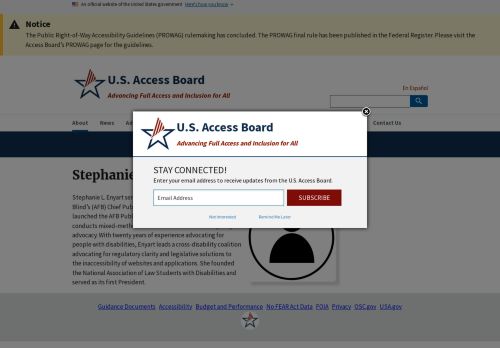 An official website of the United States government Here's how you know
Notice
The Public Right-of-Way Accessibility Guidelines (PROWAG) rulemaking has concluded. The PROWAG final rule has been published in the Federal Register. Please visit the
Access Board's PROWAG page for the guidelines.
U.S. Access Board
Advancing Full Access and Inclusion for All
En Español
About News Ad
Contact Us
U.S. Access Board
Advancing Full Access and Inclusion for All
STAY CONNECTED!
Enter your email address to receive updates from the U.S. Access Board.
Email Address
SUBSCRIBE
Not Interested Remind Me Later
Stephanie
Stephanie L. Enyart se
Blind's (AFB) Chief Pub
launched the AFB Publi
conducts mixed-meth
advocacy. With twenty years of experience advocating for
people with disabilities, Enyart leads a cross-disability coalition
advocating for regulatory clarity and legislative solutions to
the inaccessibility of websites and applications. She founded
the National Association of Law Students with Disabilities and
served as its first President.
Guidance Documents Accessibility Budget and Performance No FEAR Act Data FOIA Privacy OSC.gov USA.gov